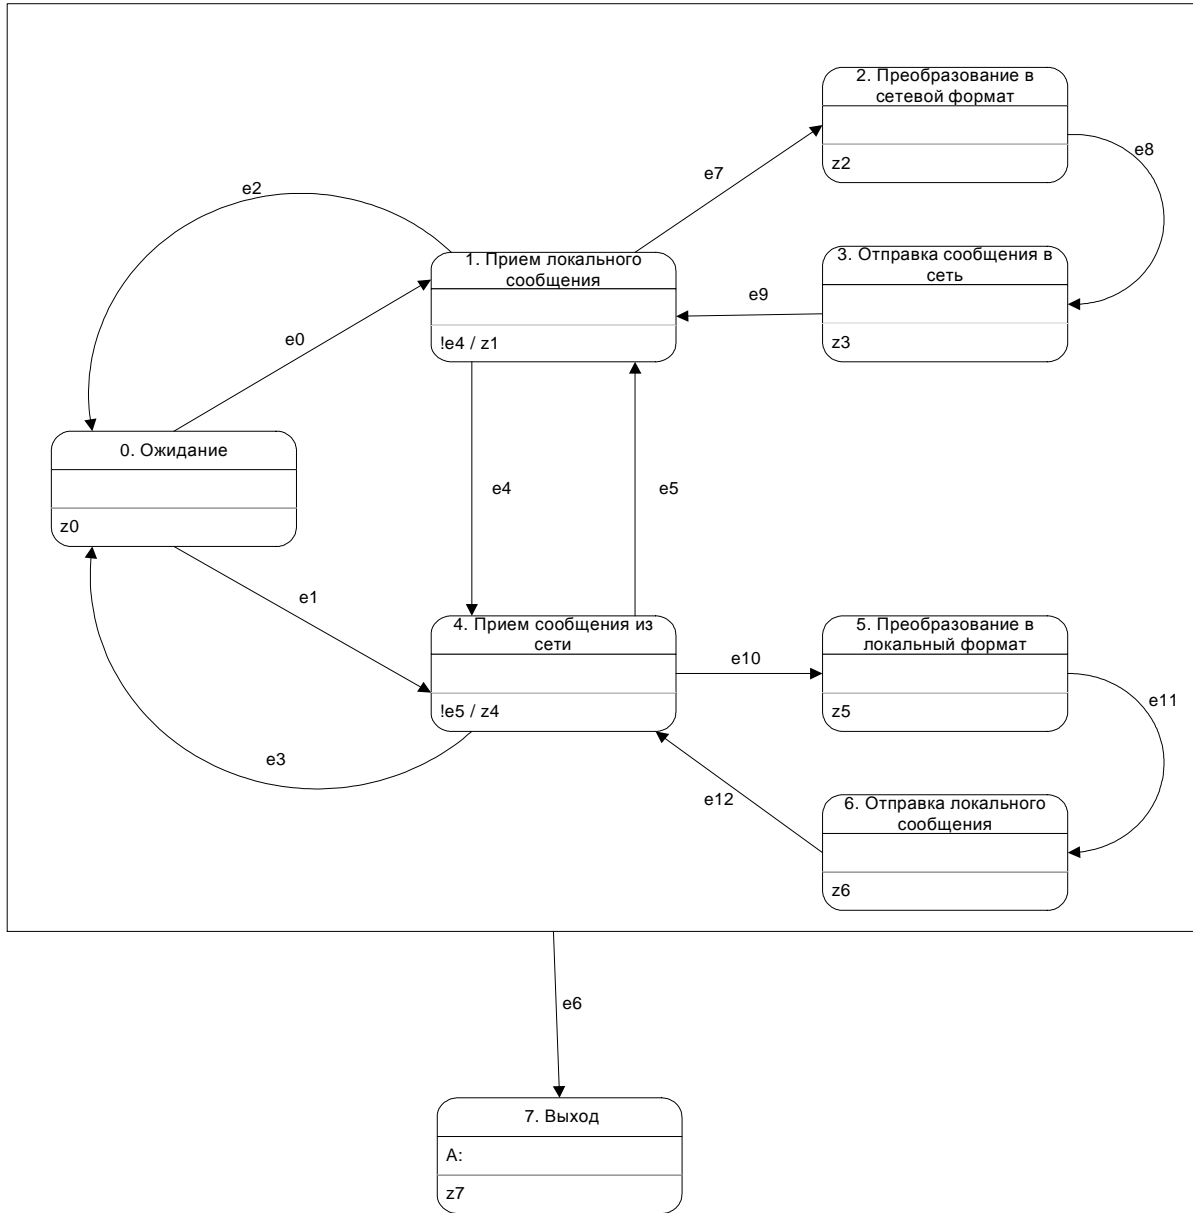 2. Преобразование в
сетевой формат
z2
e8
e7
e2
1. Прием локального
сообщения
!e4 / z1
3. Отправка сообщения в
сеть
z3
e9
e0
0. Ожидание
z0
e4
e5
e1
4. Прием сообщения из
сети
!e5 / z4
e10
5. Преобразование в
локальный формат
z5
e11
e3
e12
6. Отправка локального
сообщения
z6
e6
7. Выход
A:
z7